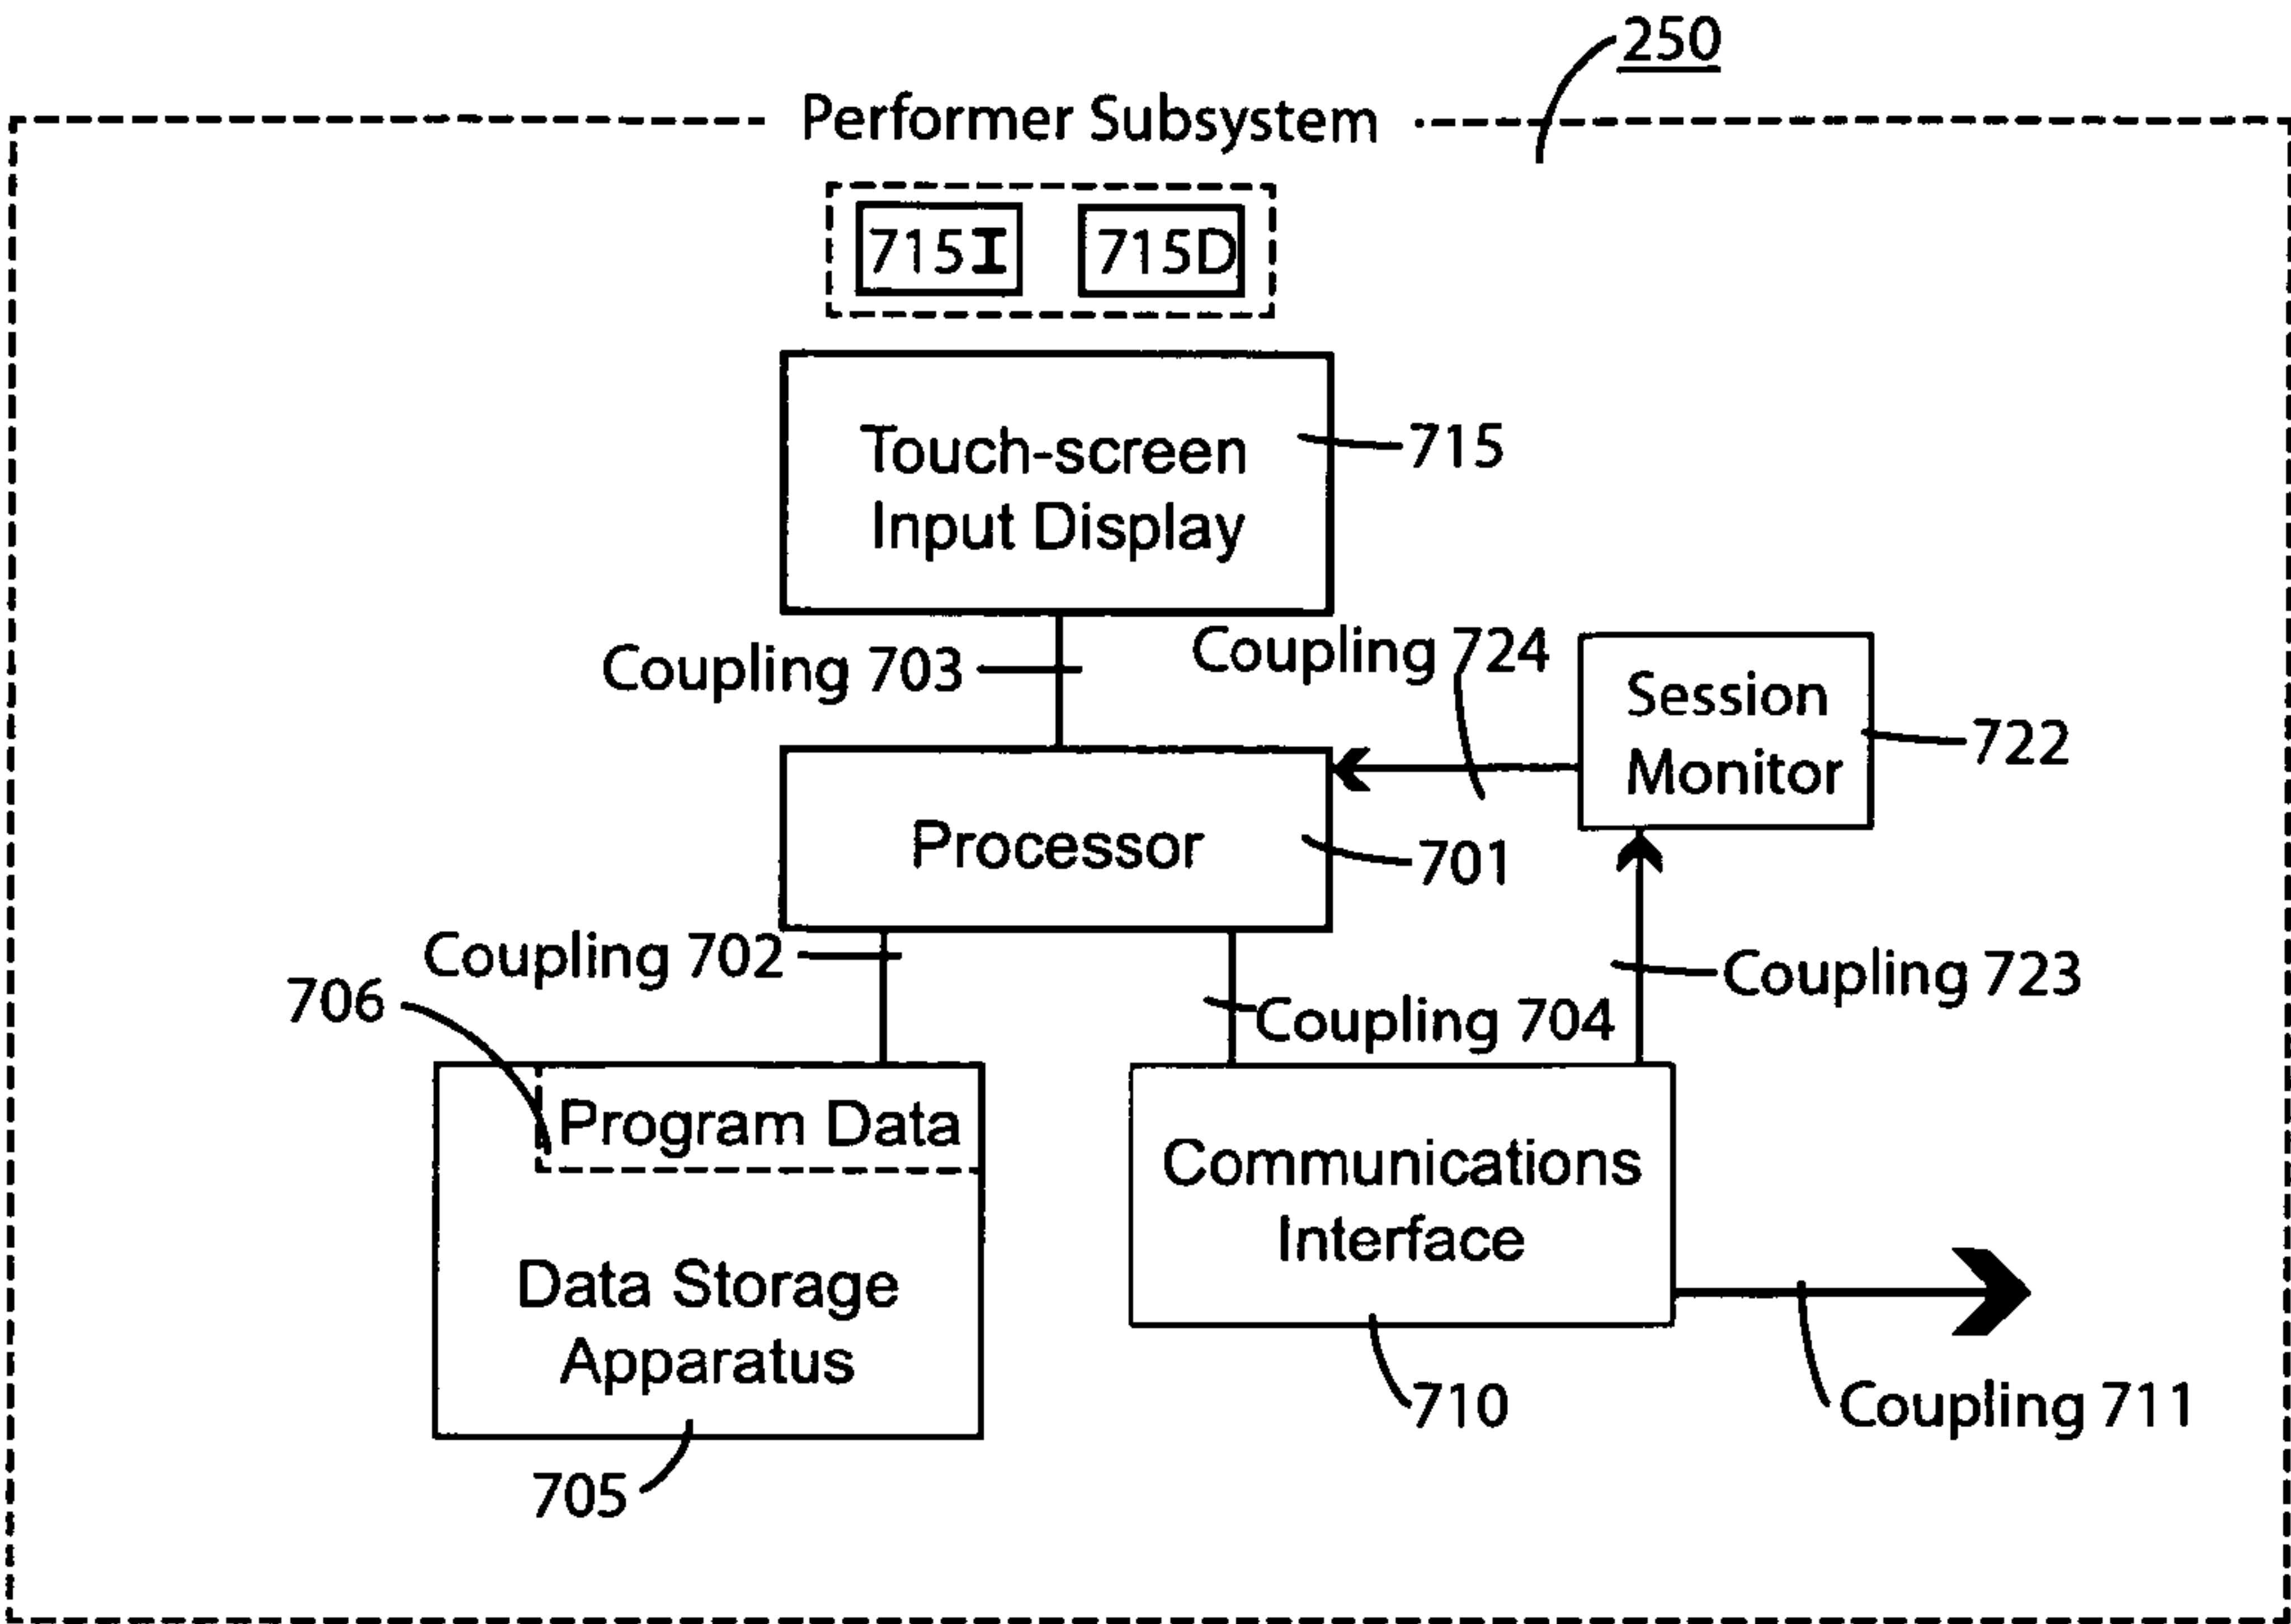 250
Performer Subsystem
715I
715D
Touch-screen
Input Display
715
Coupling 703
Coupling 724
Session
Monitor
722
Processor
701
Coupling 702
706
Coupling 704
Coupling 723
Program Data
Data Storage
Apparatus
705
Communications
Interface
710
Coupling 711